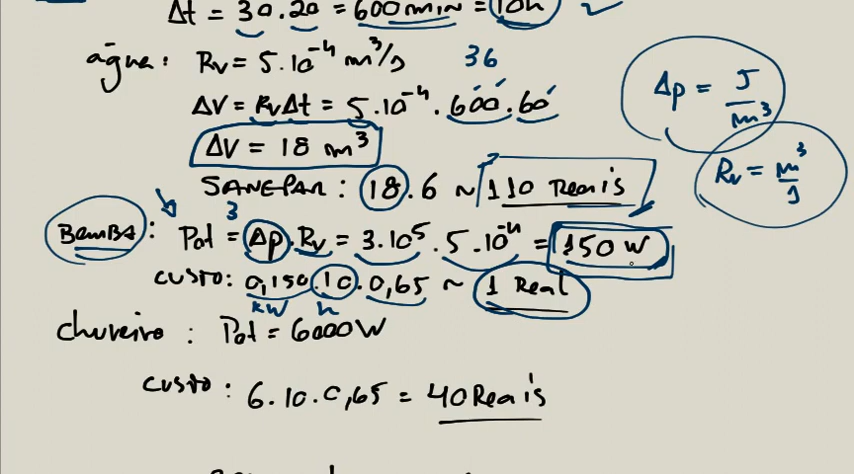 Δt = 30.20 = 600 min = 10h
água: Rv = 5.10⁻⁴ m³/s 36
ΔV = RvΔt = 5.10⁻⁴.600.60
ΔV = 18 m³
SANEPAR: 18.6 ~ 110 Reais
BomBA: Pot = Δp.Rv = 3.10⁵.5.10⁻⁴ = 150 W
3
custo: 0,150.10.0,65 ~ 1 Real
kW h
chuveiro: Pot = 6000W
custo: 6.10.0,65 = 40 Reais
Δp = J/m³
Rv = m³/s